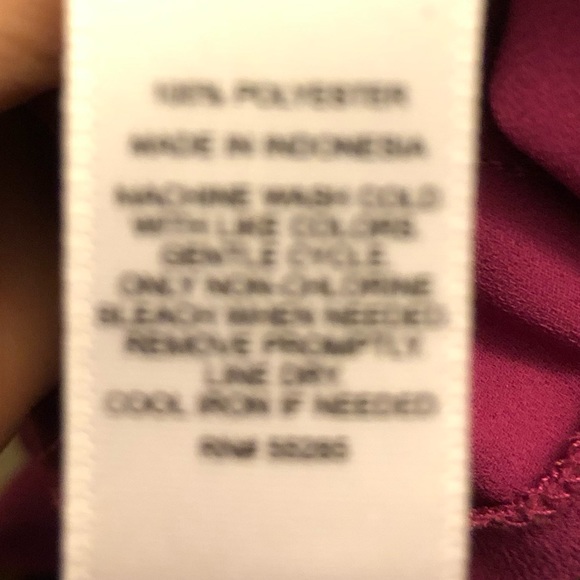 100% POLYESTER
MADE IN INDONESIA
MACHINE WASH COLD
WITH LIKE COLORS.
GENTLE CYCLE.
ONLY NON-CHLORINE
BLEACH WHEN NEEDED.
REMOVE PROMPTLY.
LINE DRY.
COOL IRON IF NEEDED
RN#